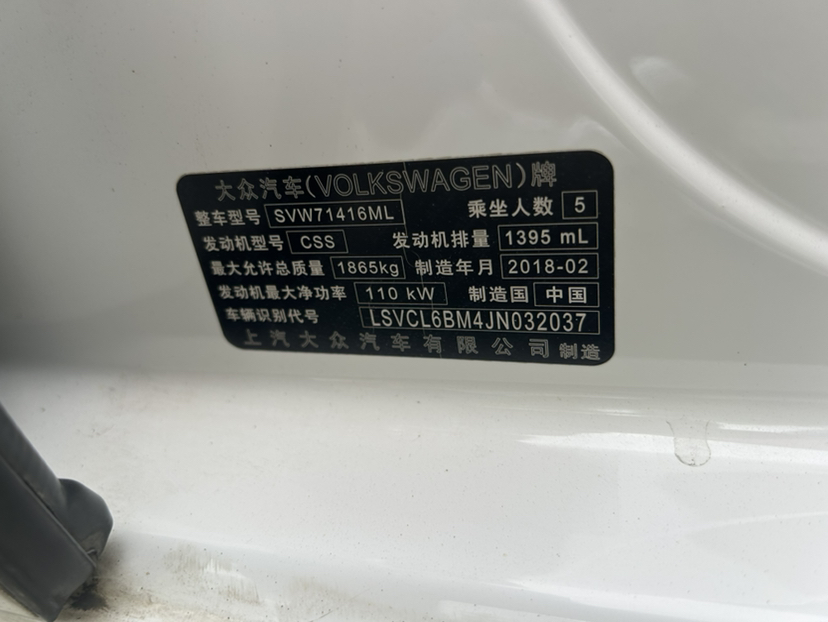 大众汽车(VOLKSWAGEN)牌
整车型号 SVW71416ML 乘坐人数 5
发动机型号 CSS 发动机排量 1395 mL
最大允许总质量 1865kg 制造年月 2018-02
发动机最大净功率 110 kW 制造国 中国
车辆识别代号 LSVCL6BM4JN032037
上汽大众汽车有限公司 制造